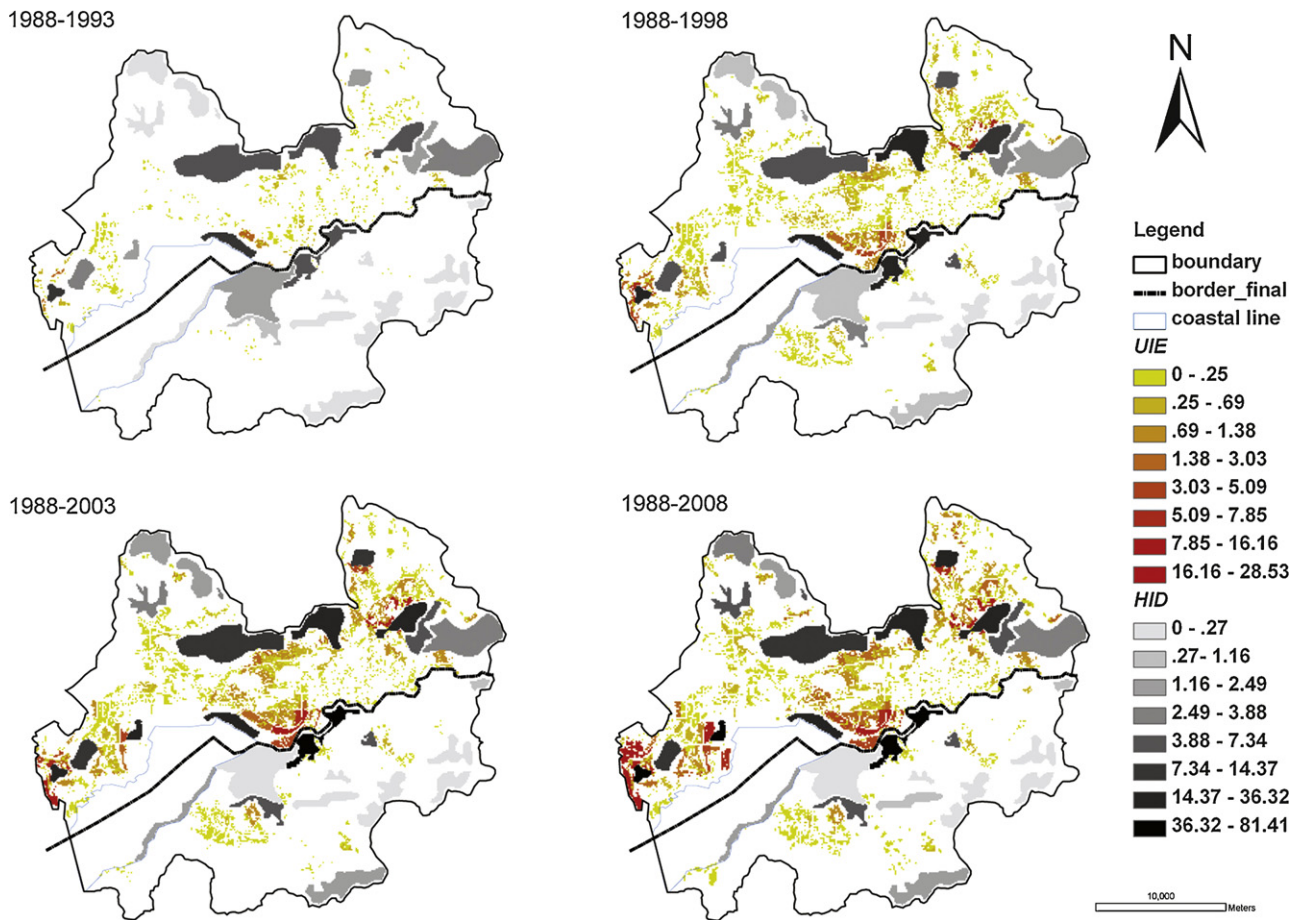 1988-1993
1988-1998
N
Legend
boundary
border_final
coastal line
UIE
0 - .25
.25 - .69
.69 - 1.38
1.38 - 3.03
3.03 - 5.09
5.09 - 7.85
7.85 - 16.16
16.16 - 28.53
HID
0 - .27
.27- 1.16
1.16 - 2.49
2.49 - 3.88
3.88 - 7.34
7.34 - 14.37
14.37 - 36.32
36.32 - 81.41
1988-2003
1988-2008
10,000
Meters